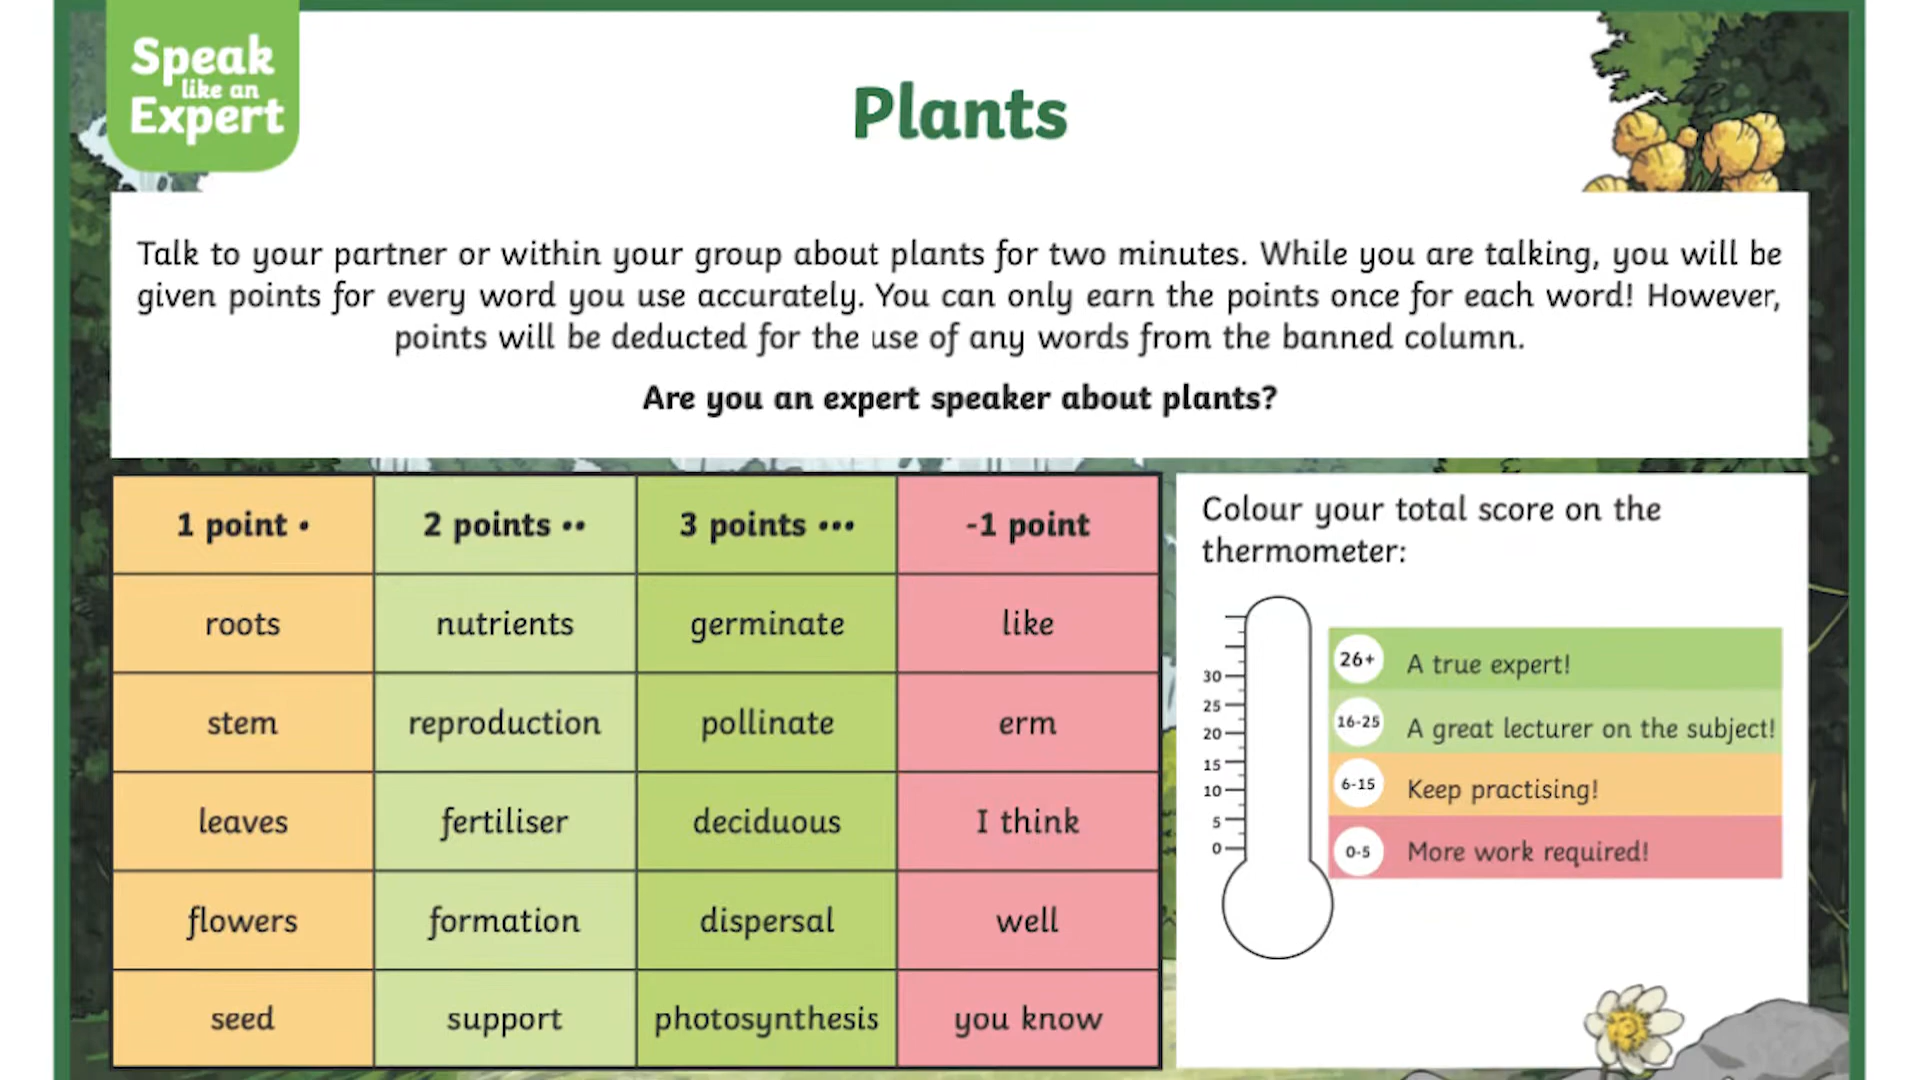 Speak
like an
Expert
Plants
Talk to your partner or within your group about plants for two minutes. While you are talking, you will be
given points for every word you use accurately. You can only earn the points once for each word! However,
points will be deducted for the use of any words from the banned column.
Are you an expert speaker about plants?
1 point • 2 points •• 3 points ••• -1 point
roots nutrients germinate like
stem reproduction pollinate erm
leaves fertiliser deciduous I think
flowers formation dispersal well
seed support photosynthesis you know
Colour your total score on the
thermometer:
30
25
20
15
10
5
0
26+ A true expert!
16-25 A great lecturer on the subject!
6-15 Keep practising!
0-5 More work required!